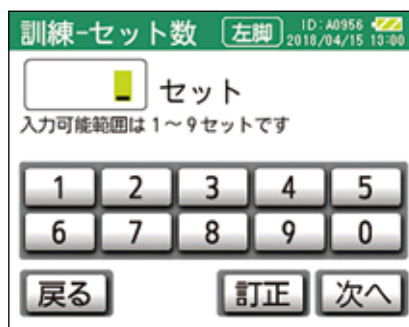 訓練-セット数 左脚 ID:A0956
2018/04/15 13:00
セット
入力可能範囲は1～9セットです
1 2 3 4 5
6 7 8 9 0
戻る 訂正 次へ